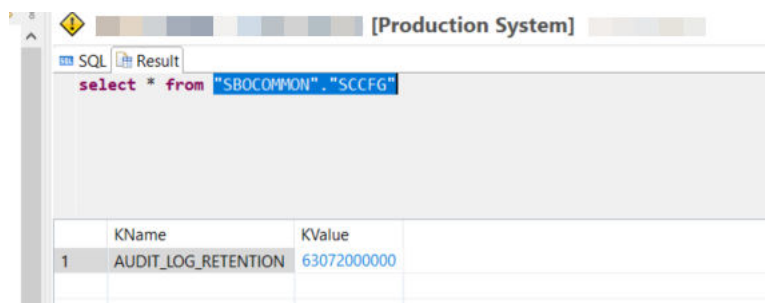 [Production System]
SQL Result
select * from "SBOCOMMON"."SCCFG"
KName KValue
1 AUDIT_LOG_RETENTION 63072000000